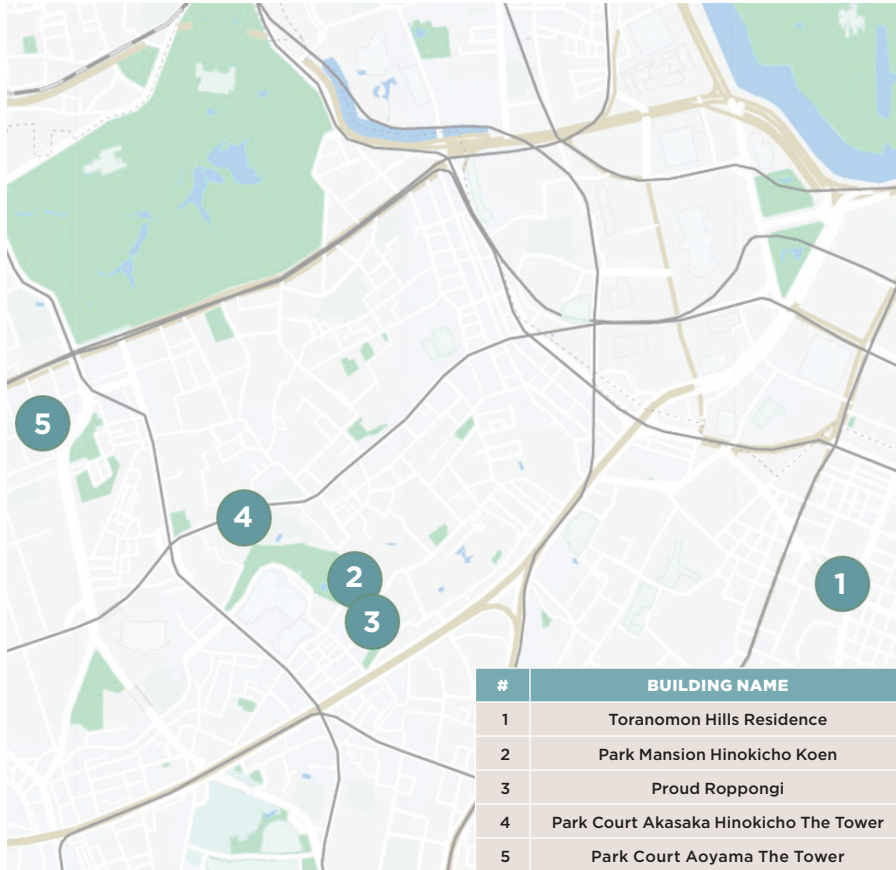 5
4
2
1
3
# BUILDING NAME
1 Toranomon Hills Residence
2 Park Mansion Hinokicho Koen
3 Proud Roppongi
4 Park Court Akasaka Hinokicho The Tower
5 Park Court Aoyama The Tower